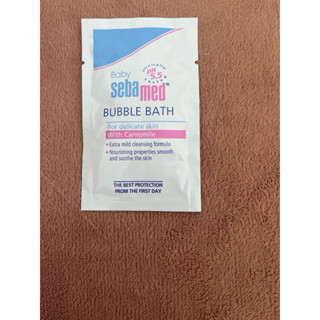 Baby
sebamed®
pH
5.5
BUBBLE BATH
For delicate skin
With Camomile
• Extra mild cleansing formula
• Nourishing properties smooth
and soothe the skin
THE BEST PROTECTION
FROM THE FIRST DAY